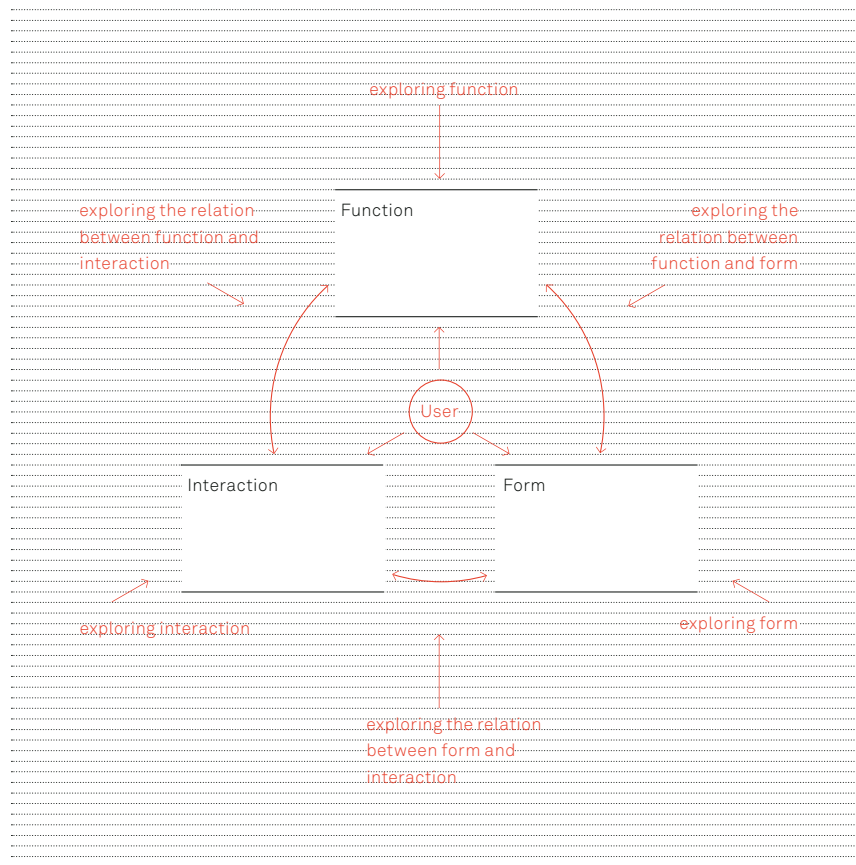 exploring function
Function
exploring the relation
between function and
interaction
exploring the
relation between
function and form
User
Interaction
Form
exploring interaction
exploring form
exploring the relation
between form and
interaction